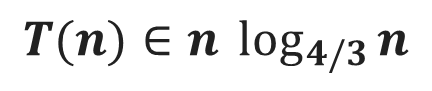 T(n) ∈ n log₄/₃ n